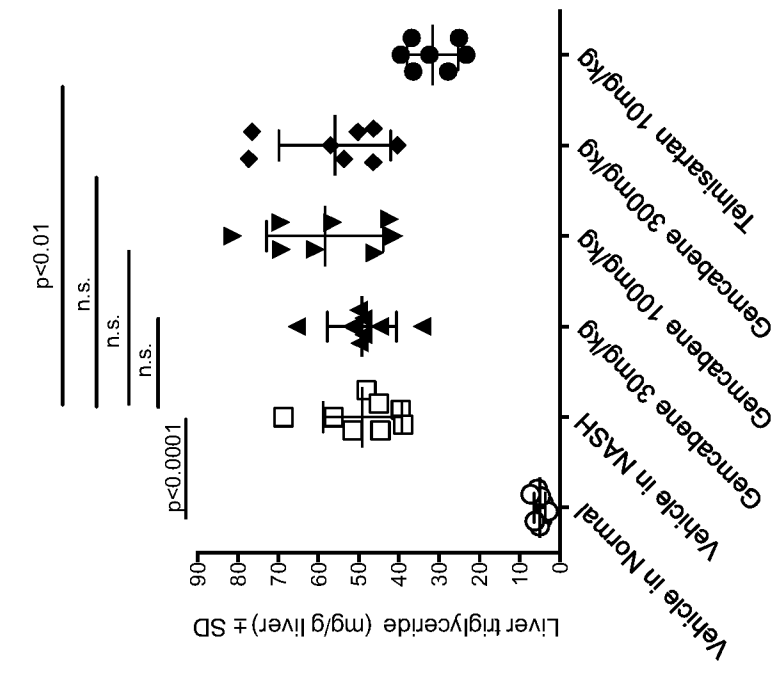 p<0.01
n.s.
n.s.
n.s.
p<0.0001
90
80
70
60
50
40
30
20
10
0
Liver triglyceride (mg/g liver) ± SD
Vehicle in Normal
Vehicle in NASH
Gemcabene 30mg/kg
Gemcabene 100mg/kg
Gemcabene 300mg/kg
Telmisartan 10mg/kg